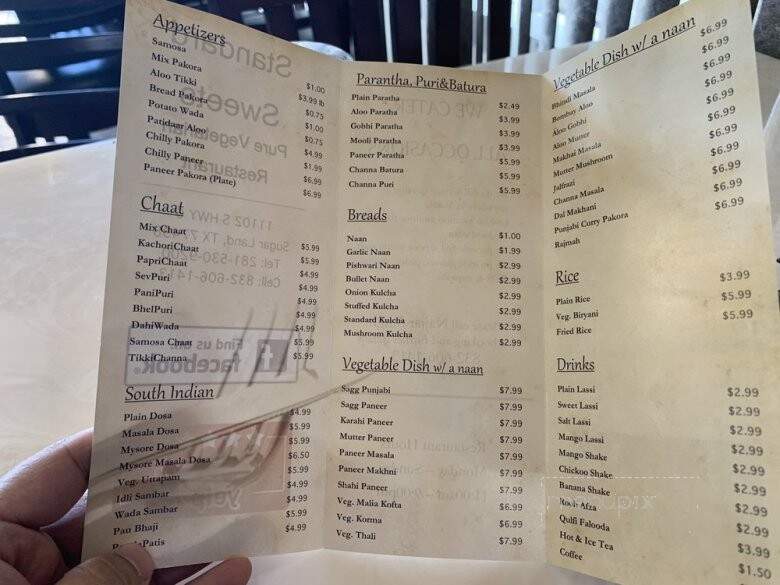 Appetizers
Samosa $1.00
Mix Pakora $3.99 lb
Aloo Tikki $0.75
Bread Pakora $1.00
Potato Wada $0.75
Patidaar Aloo $4.99
Chilly Pakora $1.99
Chilly Paneer $6.99
Paneer Pakora (Plate) $6.99
Chaat
Mix Chaat $5.99
KachoriChaat $4.99
PapriChaat $4.99
SevPuri $4.99
PaniPuri $4.99
BhelPuri $4.99
DahiWada $4.99
Samosa Chaat $5.99
TikkiChanna $5.99
South Indian
Plain Dosa $4.99
Masala Dosa $5.99
Mysore Dosa $5.99
Mysore Masala Dosa $6.50
Veg. Uttapam $5.99
Idli Sambar $4.99
Wada Sambar $4.99
Pau Bhaji $5.99
Patis $4.99
Parantha, Puri&Batura
Plain Paratha $2.49
Aloo Paratha $3.99
Gobhi Paratha $3.99
Mooli Paratha $3.99
Paneer Paratha $5.99
Channa Batura $5.99
Channa Puri $5.99
Breads
Naan $1.00
Garlic Naan $1.99
Pishwari Naan $2.99
Bullet Naan $2.99
Onion Kulcha $2.99
Stuffed Kulcha $2.99
Standard Kulcha $2.99
Mushroom Kulcha $2.99
Vegetable Dish w/ a naan
Sagg Punjabi $7.99
Sagg Paneer $7.99
Karahi Paneer $7.99
Mutter Paneer $7.99
Paneer Masala $7.99
Paneer Makhni $7.99
Shahi Paneer $7.99
Veg. Malia Kofta $6.99
Veg. Korma $6.99
Veg. Thali $7.99
Vegetable Dish w/ a naan
Bhindi Masala $6.99
Bombay Aloo $6.99
Aloo Gobhi $6.99
Aloo Mutter $6.99
Makhai Masala $6.99
Mutter Mushroom $6.99
Jalfrazi $6.99
Channa Masala $6.99
Dal Makhani $6.99
Punjabi Curry Pakora $6.99
Rajmah $6.99
Rice
Plain Rice $3.99
Veg. Biryani $5.99
Fried Rice $5.99
Drinks
Plain Lassi $2.99
Sweet Lassi $2.99
Salt Lassi $2.99
Mango Lassi $2.99
Mango Shake $2.99
Chickoo Shake $2.99
Banana Shake $2.99
Rooh Afza $2.99
Qulfi Falooda $2.99
Hot & Ice Tea $3.99
Coffee $1.50